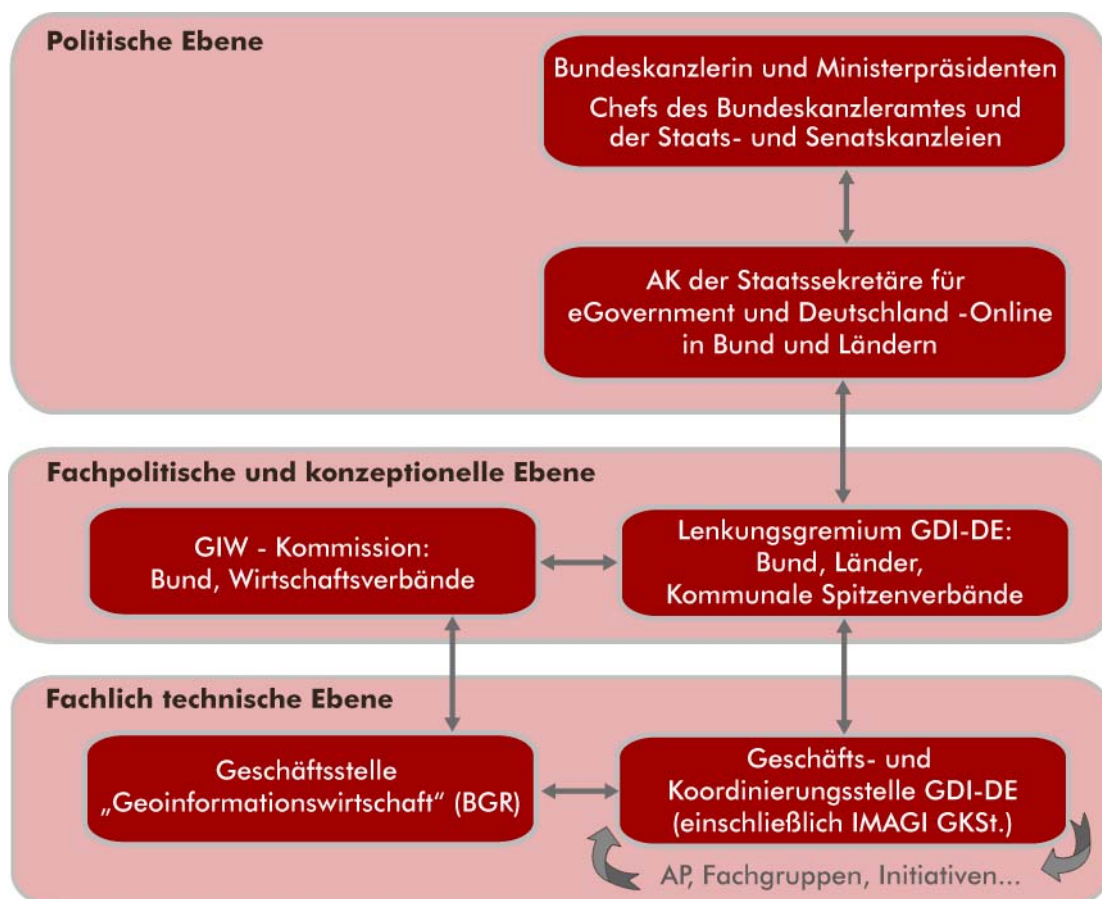 Politische Ebene
Bundeskanzlerin und Ministerpräsidenten
Chefs des Bundeskanzleramtes und
der Staats- und Senatskanzleien
AK der Staatssekretäre für
eGovernment und Deutschland -Online
in Bund und Ländern
Fachpolitische und konzeptionelle Ebene
GIW - Kommission:
Bund, Wirtschaftsverbände
Lenkungsgremium GDI-DE:
Bund, Länder,
Kommunale Spitzenverbände
Fachlich technische Ebene
Geschäftsstelle
„Geoinformationswirtschaft“ (BGR)
Geschäfts- und
Koordinierungsstelle GDI-DE
(einschließlich IMAGI GKSt.)
AP, Fachgruppen, Initiativen...